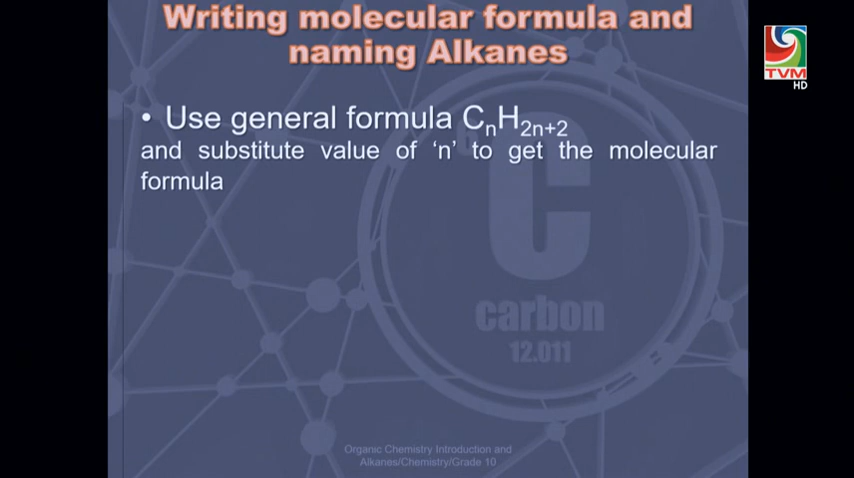 Writing molecular formula and
naming Alkanes
TVM
HD
• Use general formula CₙH₂ₙ₊₂
and substitute value of ‘n’ to get the molecular
formula
C
carbon
12.011
Organic Chemistry Introduction and
Alkanes/Chemistry/Grade 10